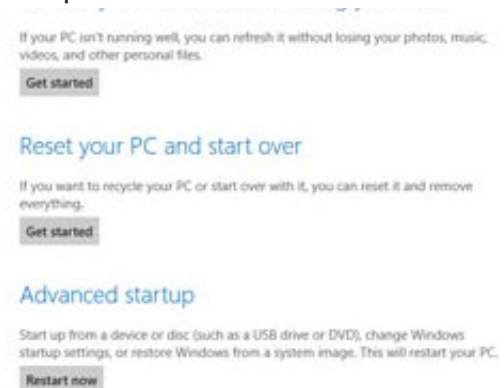 If your PC isn't running well, you can refresh it without losing your photos, music,
videos, and other personal files.
Get started
Reset your PC and start over
If you want to recycle your PC or start over with it, you can reset it and remove
everything.
Get started
Advanced startup
Start up from a device or disc (such as a USB drive or DVD), change Windows
startup settings, or restore Windows from a system image. This will restart your PC.
Restart now